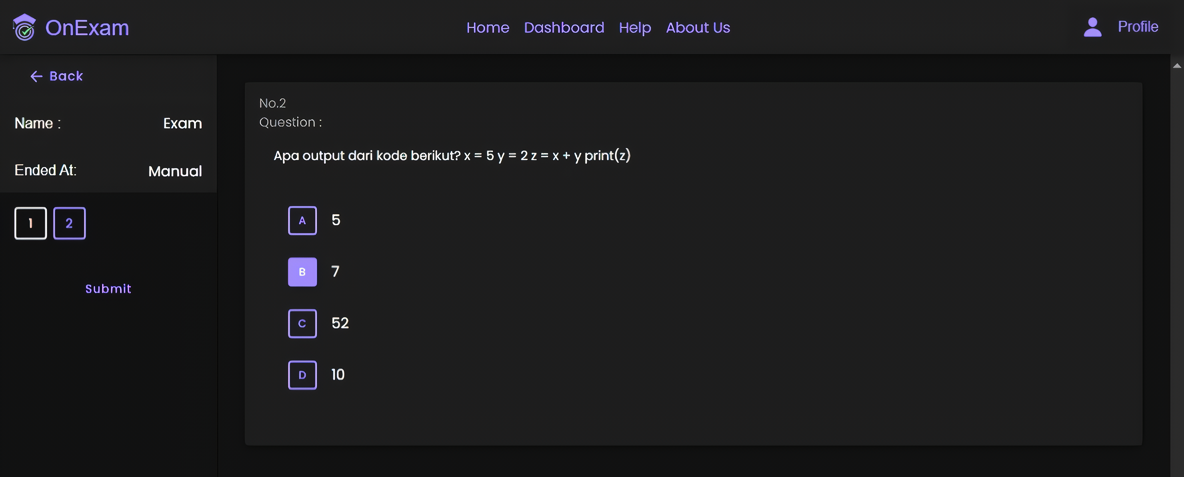 OnExam
Home Dashboard Help About Us
Profile
Back
Name : Exam
Ended At: Manual
1 2
Submit
No.2
Question :
Apa output dari kode berikut? x = 5 y = 2 z = x + y print(z)
A 5
B 7
C 52
D 10